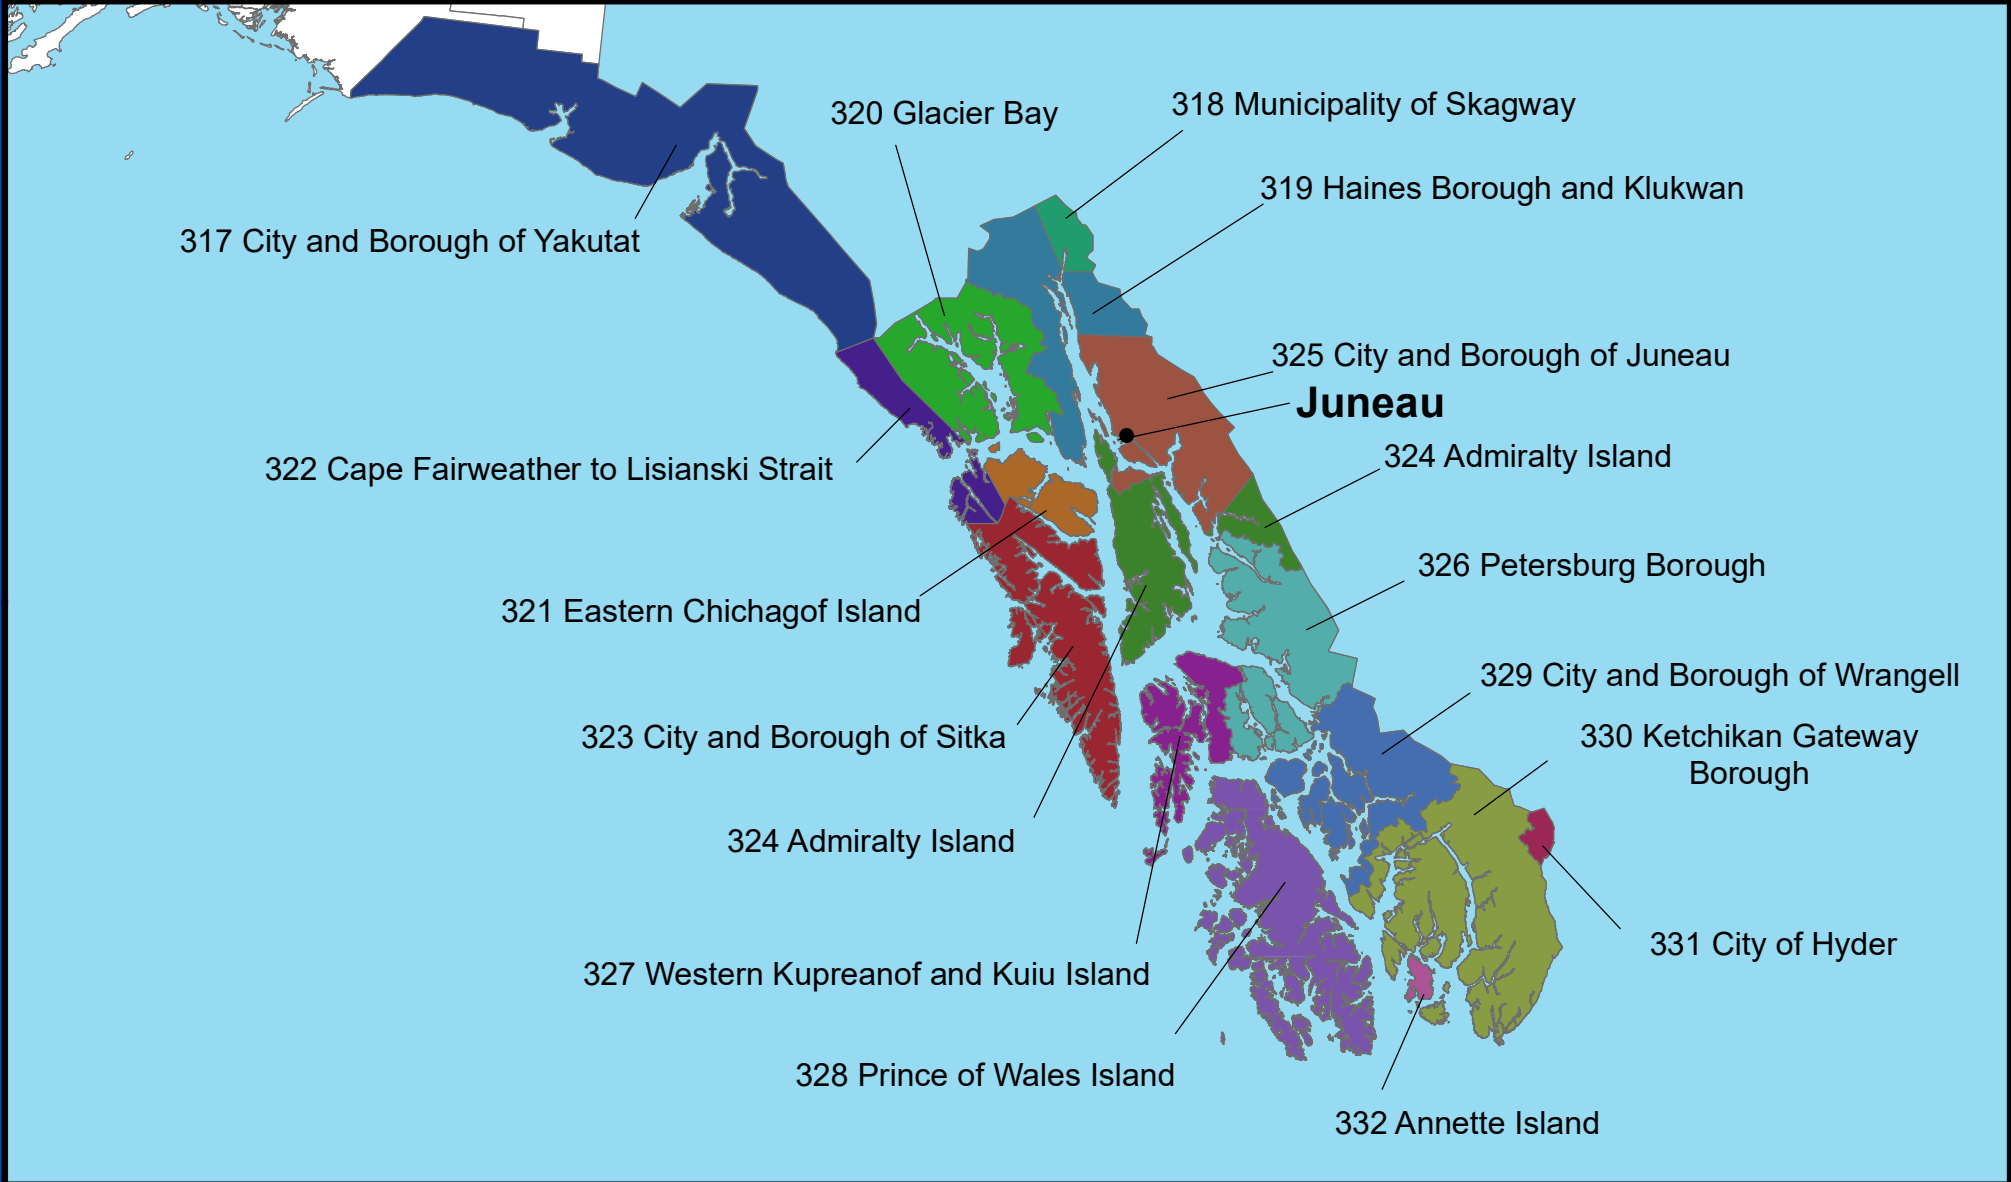 318 Municipality of Skagway
320 Glacier Bay
319 Haines Borough and Klukwan
317 City and Borough of Yakutat
325 City and Borough of Juneau
Juneau
324 Admiralty Island
322 Cape Fairweather to Lisianski Strait
326 Petersburg Borough
321 Eastern Chichagof Island
329 City and Borough of Wrangell
323 City and Borough of Sitka
330 Ketchikan Gateway
Borough
324 Admiralty Island
331 City of Hyder
327 Western Kupreanof and Kuiu Island
328 Prince of Wales Island
332 Annette Island